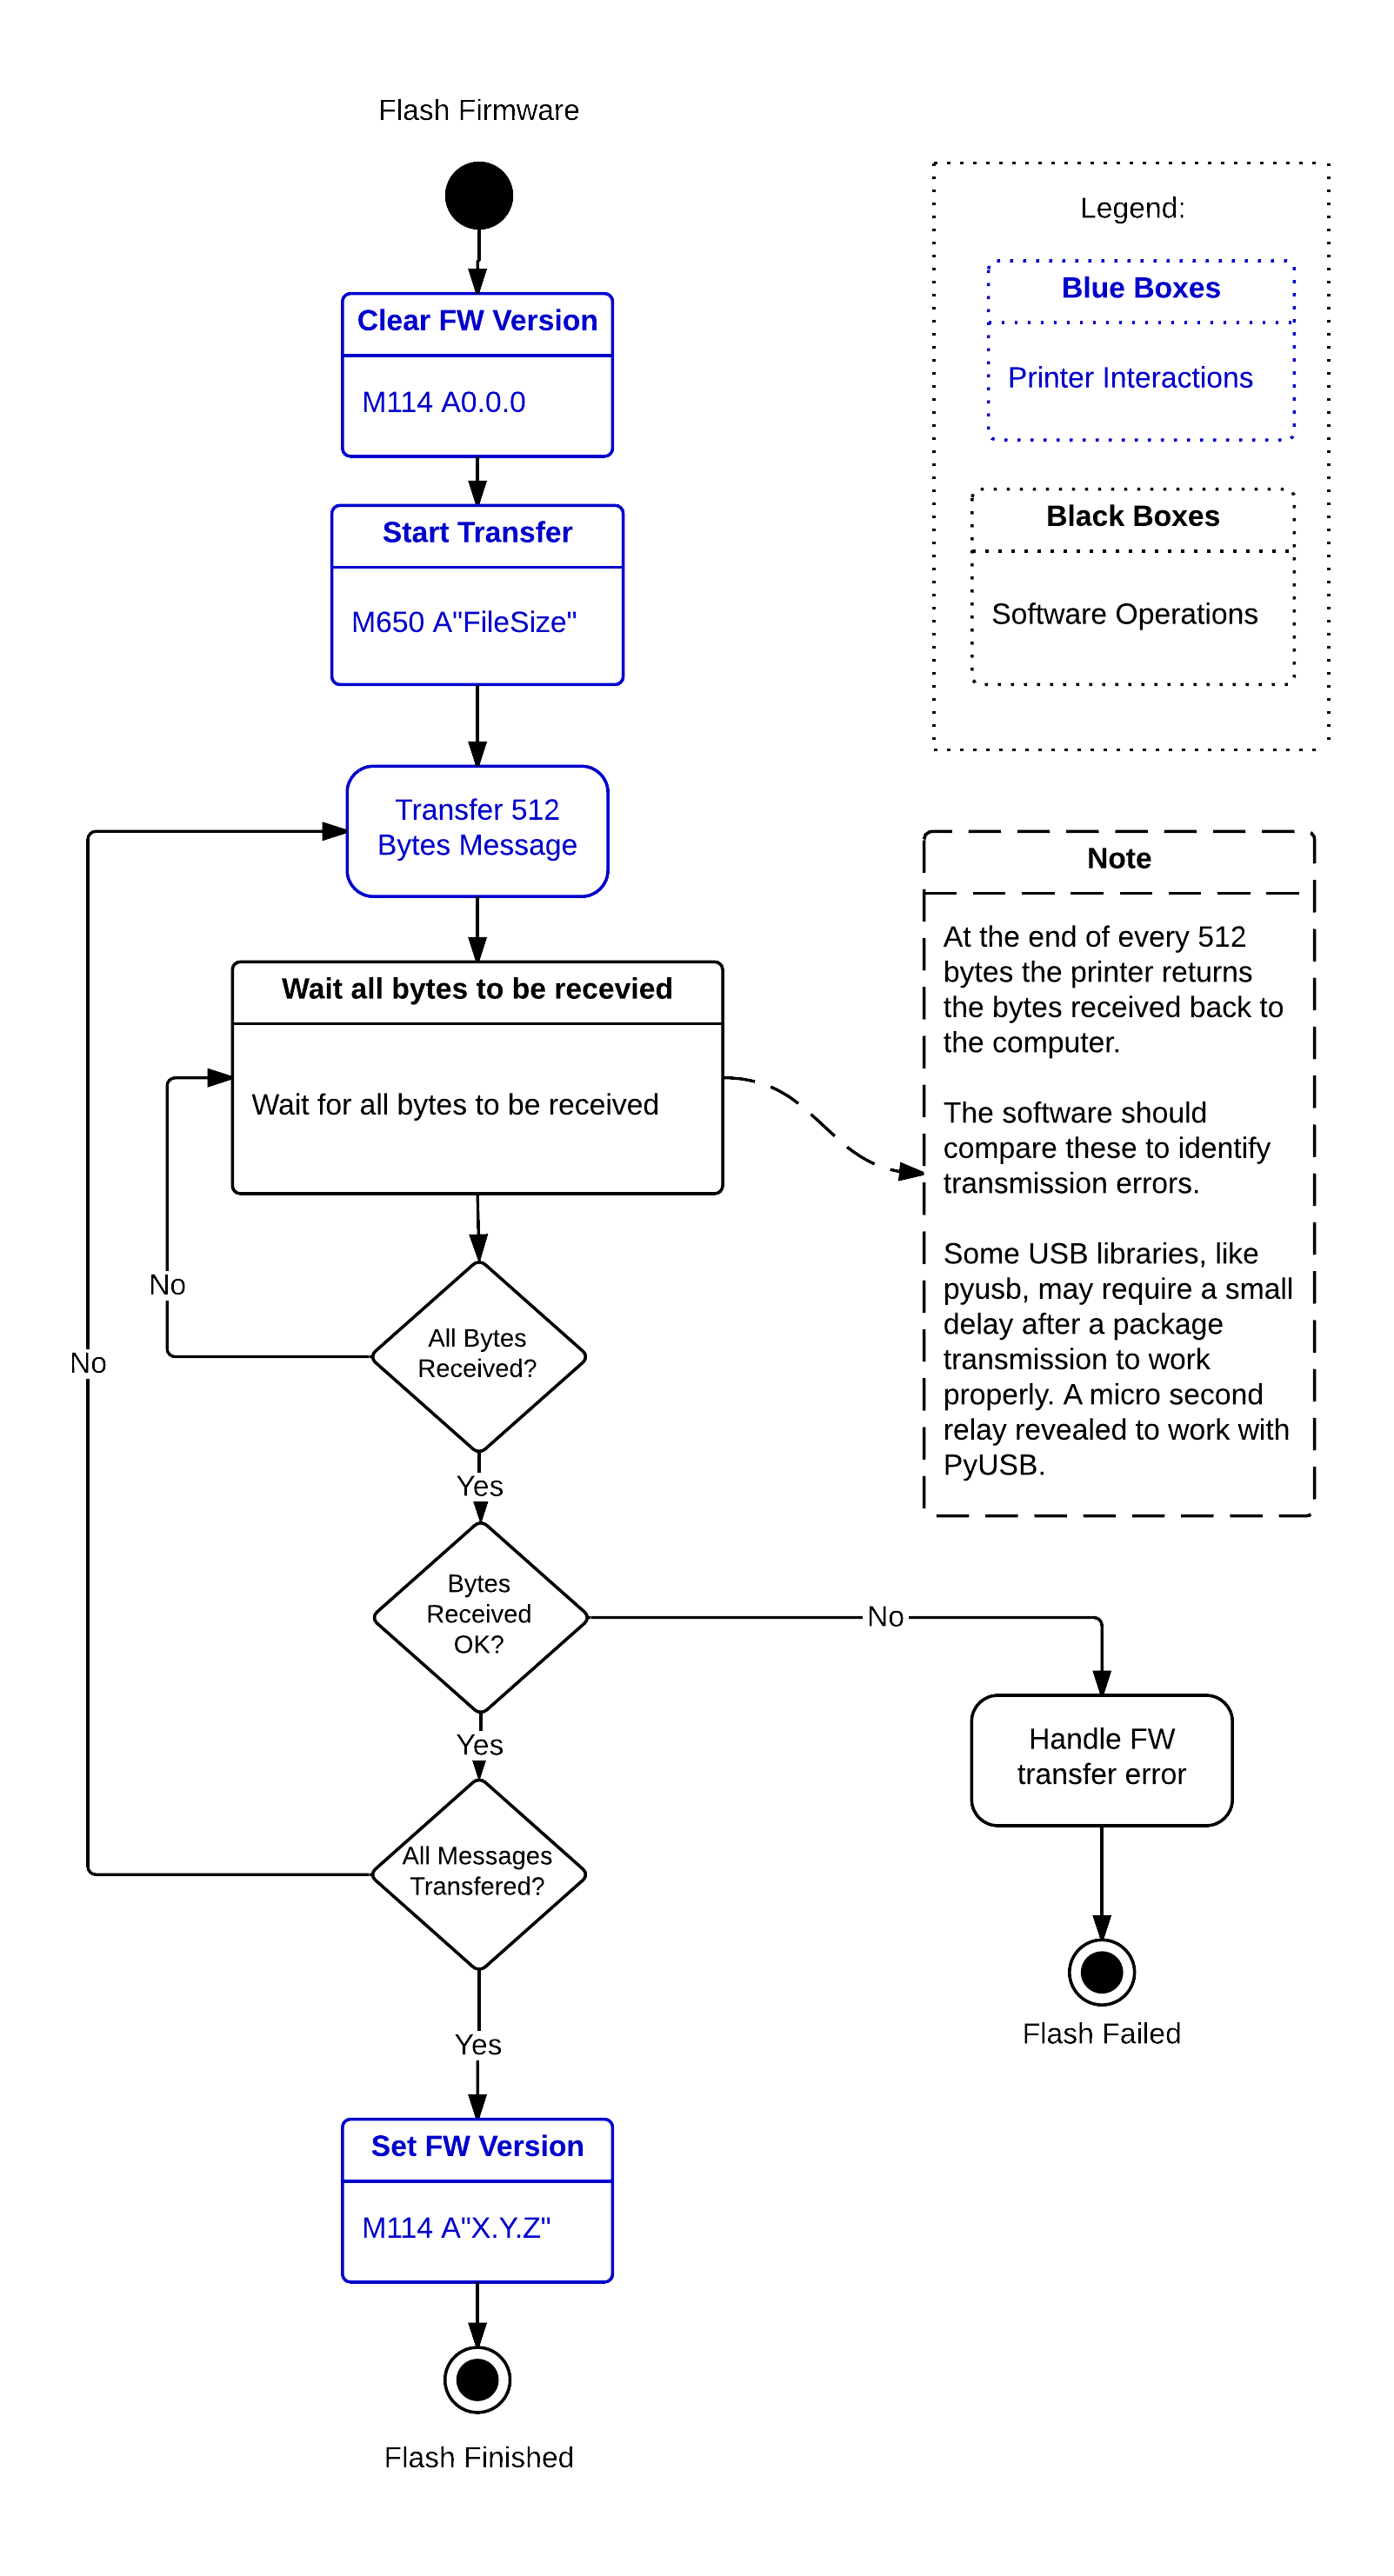 Flash Firmware
Clear FW Version
M114 A0.0.0
Start Transfer
M650 A"FileSize"
Transfer 512
Bytes Message
Wait all bytes to be recevied
Wait for all bytes to be received
No
No
All Bytes
Received?
Yes
Bytes
Received
OK?
No
Yes
All Messages
Transfered?
Yes
Set FW Version
M114 A"X.Y.Z"
Flash Finished
Handle FW
transfer error
Flash Failed
Legend:
Blue Boxes
Printer Interactions
Black Boxes
Software Operations
Note
At the end of every 512
bytes the printer returns
the bytes received back to
the computer.
The software should
compare these to identify
transmission errors.
Some USB libraries, like
pyusb, may require a small
delay after a package
transmission to work
properly. A micro second
relay revealed to work with
PyUSB.